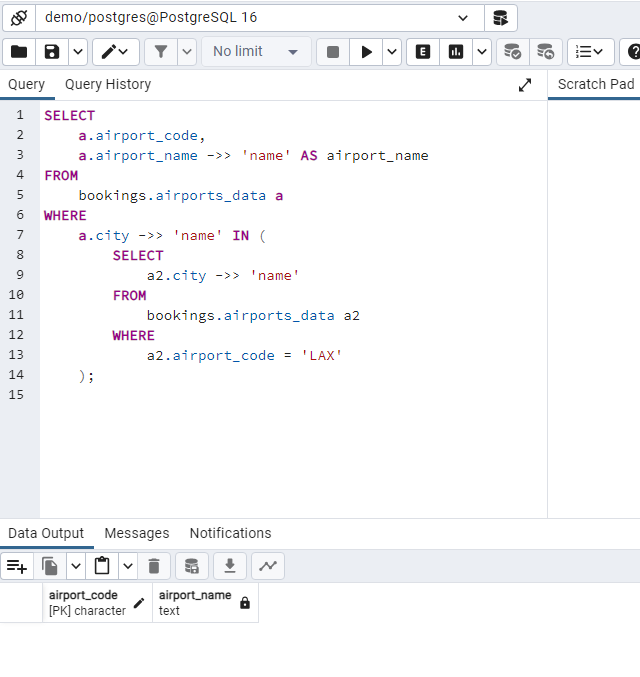 demo/postgres@PostgreSQL 16
No limit
E
Query
Query History
Scratch Pad
1 SELECT
2 a.airport_code,
3 a.airport_name ->> 'name' AS airport_name
4 FROM
5 bookings.airports_data a
6 WHERE
7 a.city ->> 'name' IN (
8 SELECT
9 a2.city ->> 'name'
10 FROM
11 bookings.airports_data a2
12 WHERE
13 a2.airport_code = 'LAX'
14 );
15
Data Output
Messages
Notifications
airport_code
[PK] character
airport_name
text